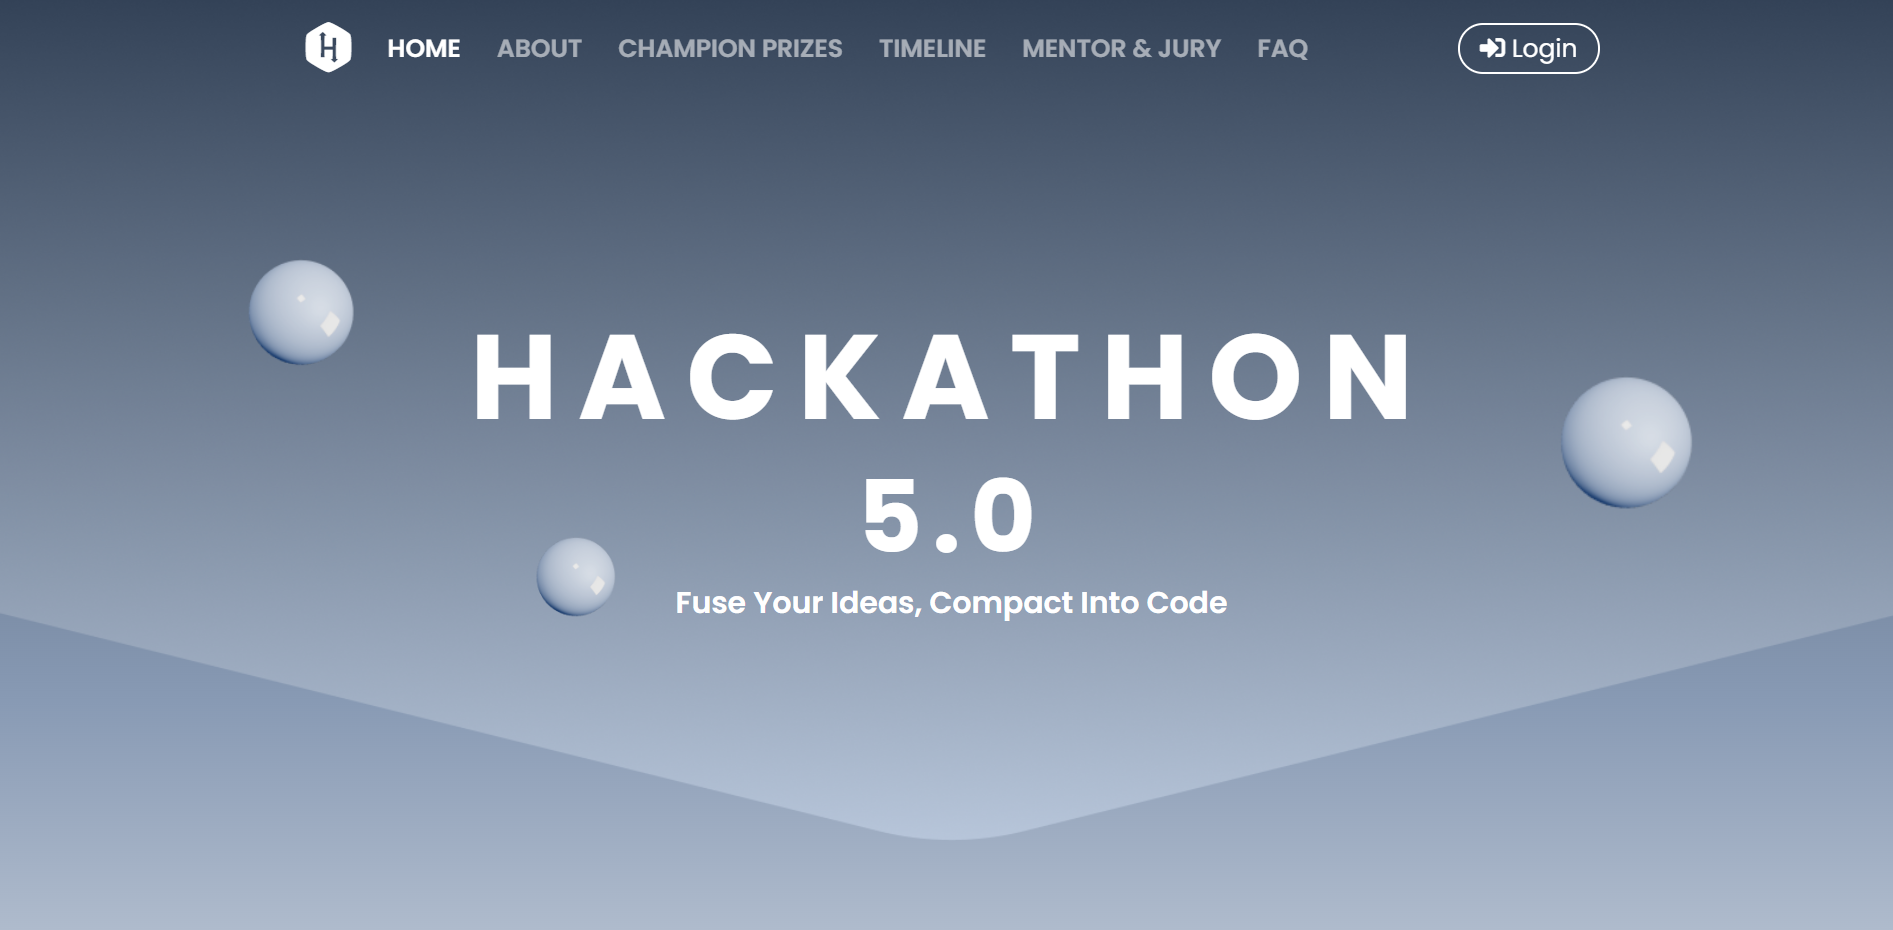 H HOME ABOUT CHAMPION PRIZES TIMELINE MENTOR & JURY FAQ Login
HACKATHON
5.0
Fuse Your Ideas, Compact Into Code